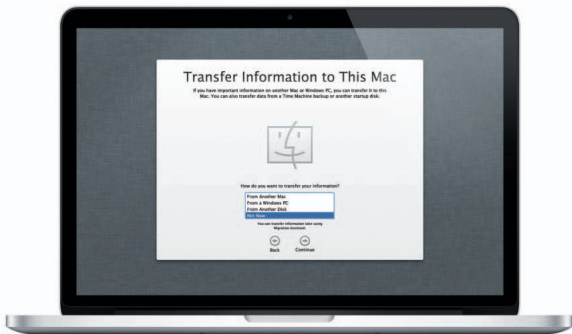 Transfer Information to This Mac
If you have important information on another Mac or Windows PC, you can transfer it to this
Mac. You can also transfer data from a Time Machine backup or another startup disk.
How do you want to transfer your information?
From Another Mac
From a Windows PC
From Another Disk
Not Now
You can transfer information later using
Migration Assistant.
Back Continue